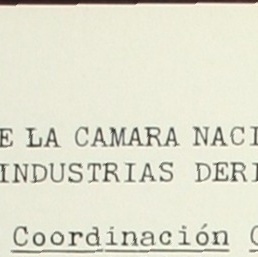 E LA CAMARA NACI
INDUSTRIAS DERI
Coordinación